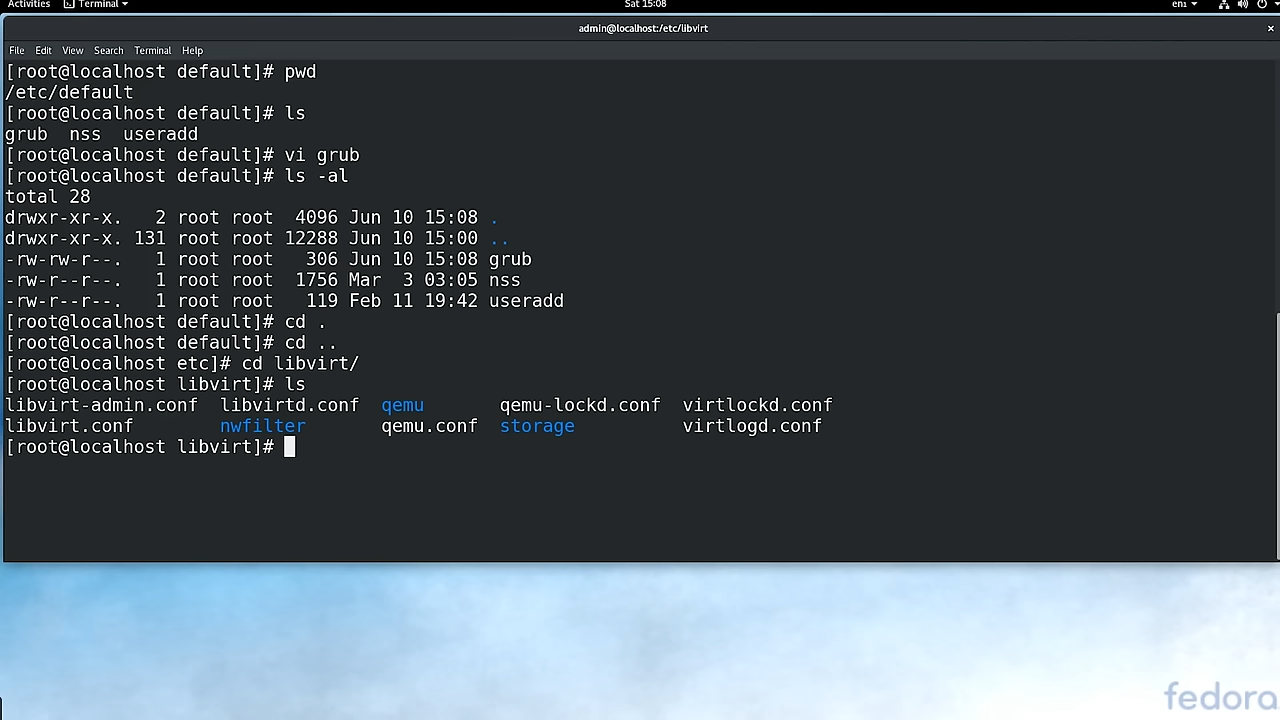 Activities Terminal Sat 15:08 en1
admin@localhost:/etc/libvirt
File Edit View Search Terminal Help
[root@localhost default]# pwd
/etc/default
[root@localhost default]# ls
grub  nss  useradd
[root@localhost default]# vi grub
[root@localhost default]# ls -al
total 28
drwxr-xr-x.   2 root root  4096 Jun 10 15:08 .
drwxr-xr-x. 131 root root 12288 Jun 10 15:00 ..
-rw-rw-r--.   1 root root   306 Jun 10 15:08 grub
-rw-r--r--.   1 root root  1756 Mar  3 03:05 nss
-rw-r--r--.   1 root root   119 Feb 11 19:42 useradd
[root@localhost default]# cd .
[root@localhost default]# cd ..
[root@localhost etc]# cd libvirt/
[root@localhost libvirt]# ls
libvirt-admin.conf  libvirtd.conf  qemu       qemu-lockd.conf  virtlockd.conf
libvirt.conf        nwfilter       qemu.conf  storage          virtlogd.conf
[root@localhost libvirt]#
fedora